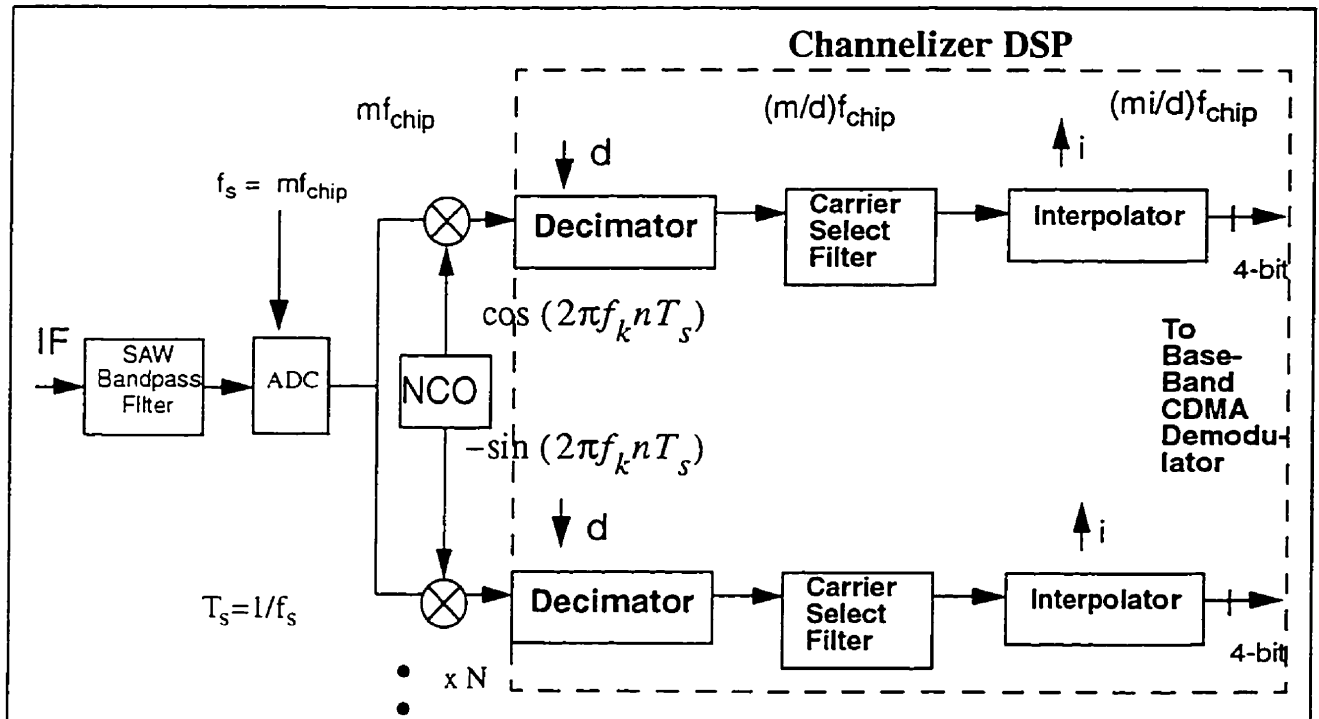 Channelizer DSP
mf_chip
(m/d)f_chip
(mi/d)f_chip
d
i
f_s = mf_chip
Decimator
Carrier
Select
Filter
Interpolator
4-bit
cos (2πf_k nT_s)
IF
SAW
Bandpass
Filter
ADC
NCO
To
Base-
Band
CDMA
Demodu-
lator
−sin (2πf_k nT_s)
d
i
T_s=1/f_s
Decimator
Carrier
Select
Filter
Interpolator
4-bit
x N